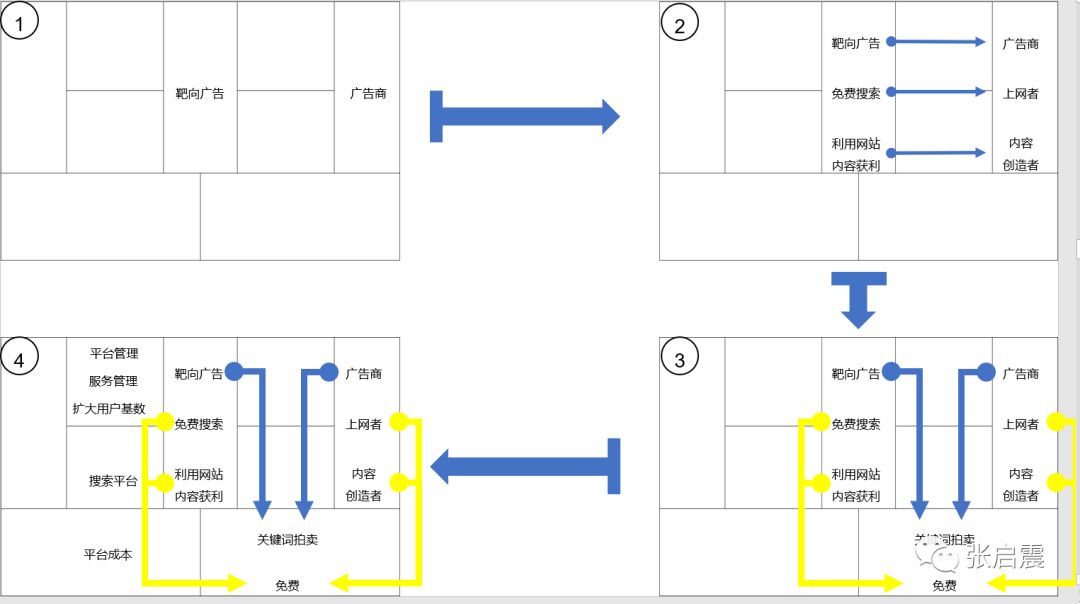 1
靶向广告
广告商
2
靶向广告
广告商
免费搜索
上网者
利用网站
内容获利
内容
创造者
4
平台管理
服务管理
扩大用户基数
搜索平台
靶向广告
广告商
免费搜索
上网者
利用网站
内容获利
内容
创造者
平台成本
关键词拍卖
免费
3
靶向广告
广告商
免费搜索
上网者
利用网站
内容获利
内容
创造者
关键词拍卖
免费
张启震